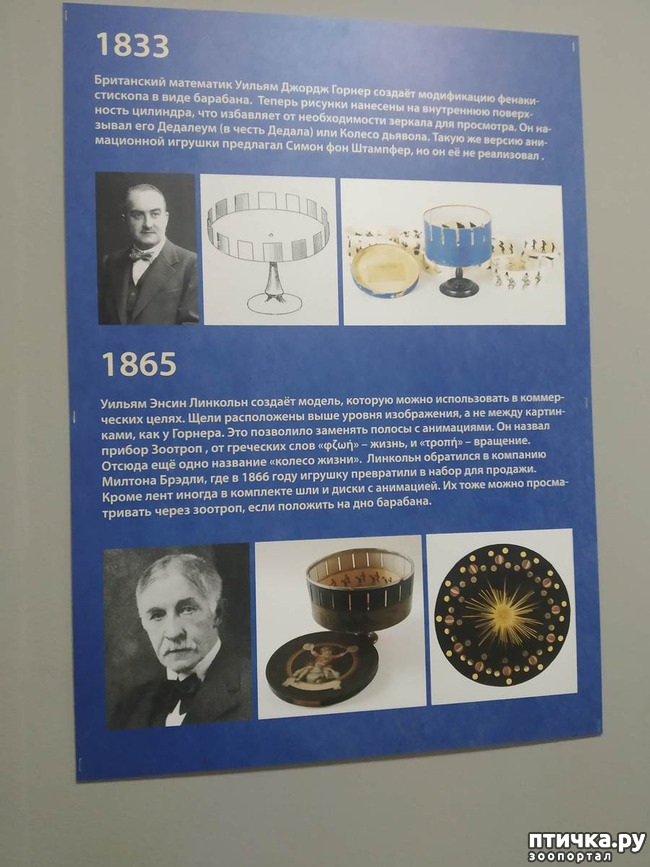 1833
Британский математик Уильям Джордж Горнер создаёт модификацию фенаки-
стископа в виде барабана. Теперь рисунки нанесены на внутреннюю поверх-
ность цилиндра, что избавляет от необходимости зеркала для просмотра. Он на-
зывал его Дедалеум (в честь Дедала) или Колесо дьявола. Такую же версию ани-
мационной игрушки предлагал Симон фон Штампфер, но он её не реализовал .
1865
Уильям Энсин Линкольн создаёт модель, которую можно использовать в коммер-
ческих целях. Щели расположены выше уровня изображения, а не между картин-
ками, как у Горнера. Это позволило заменять полосы с анимациями. Он назвал
прибор Зоотроп , от греческих слов «φζωή» – жизнь, и «τροπή» – вращение.
Отсюда ещё одно название «колесо жизни». Линкольн обратился в компанию
Милтона Брэдли, где в 1866 году игрушку превратили в набор для продажи.
Кроме лент иногда в комплекте шли и диски с анимацией. Их тоже можно просма-
тривать через зоотроп, если положить на дно барабана.
птичка.ру
зоопортал